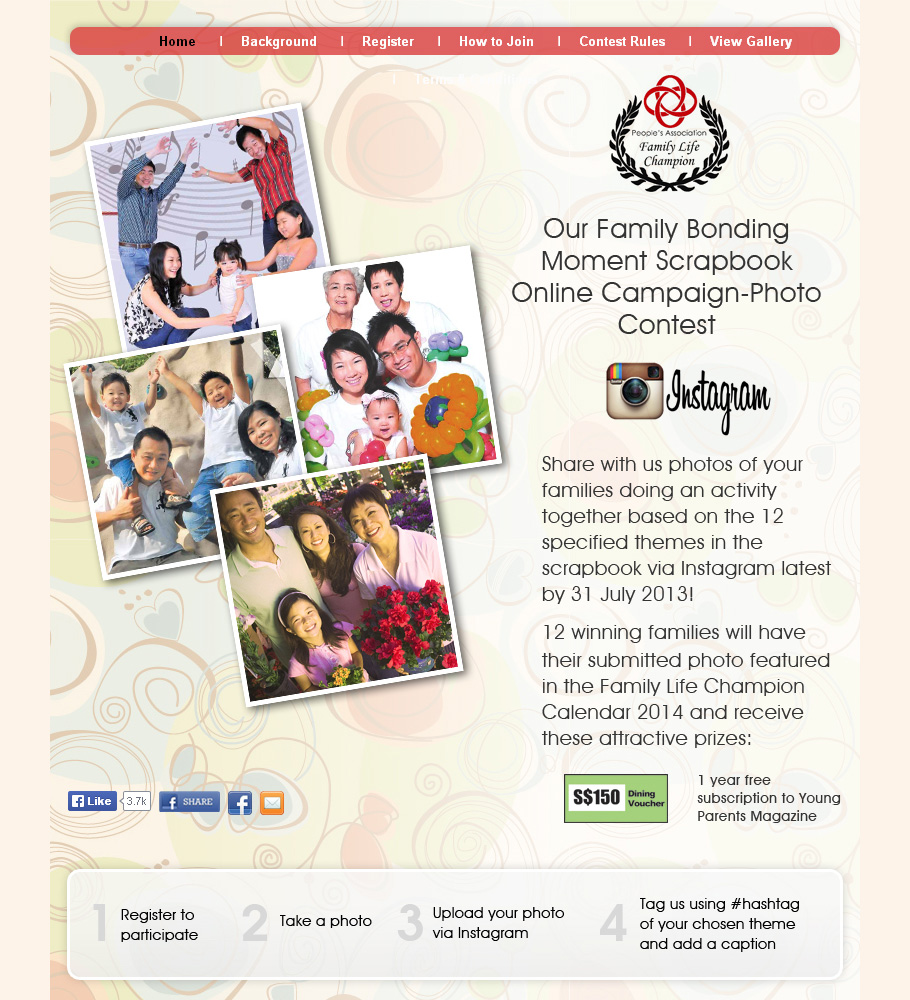 Home | Background | Register | How to Join | Contest Rules | View Gallery
People's Association
Family Life
Champion
Our Family Bonding
Moment Scrapbook
Online Campaign-Photo
Contest
Instagram
Share with us photos of your
families doing an activity
together based on the 12
specified themes in the
scrapbook via Instagram latest
by 31 July 2013!
12 winning families will have
their submitted photo featured
in the Family Life Champion
Calendar 2014 and receive
these attractive prizes:
S$150 Dining
Voucher
1 year free
subscription to Young
Parents Magazine
Like 3.7k SHARE
1 Register to
participate
2 Take a photo
3 Upload your photo
via Instagram
4 Tag us using #hashtag
of your chosen theme
and add a caption